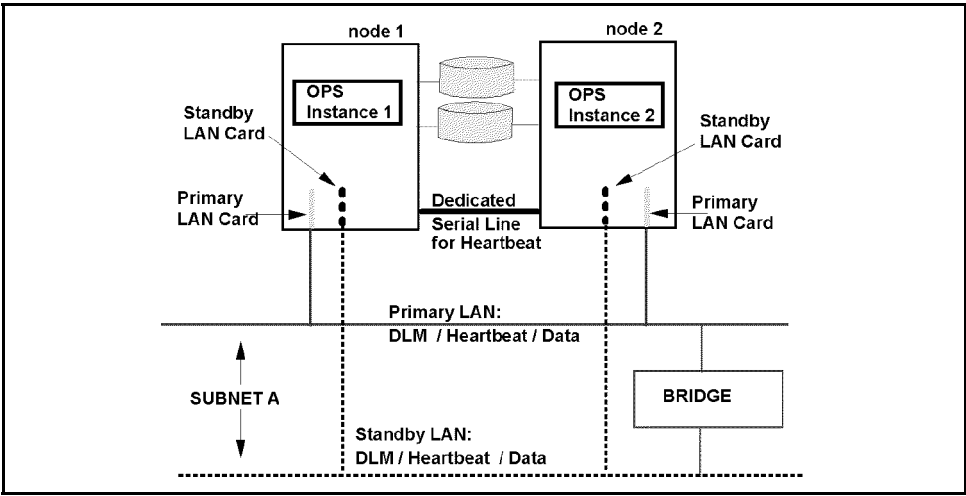 node 1
node 2
OPS
Instance 1
OPS
Instance 2
Standby
LAN Card
Standby
LAN Card
Primary
LAN Card
Dedicated
Serial Line
for Heartbeat
Primary
LAN Card
Primary LAN:
DLM / Heartbeat / Data
SUBNET A
BRIDGE
Standby LAN:
DLM / Heartbeat / Data